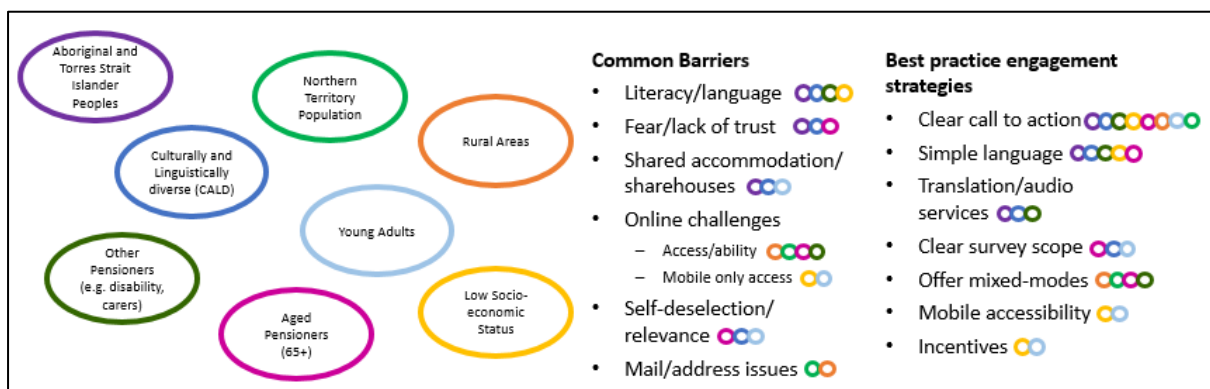 Aboriginal and
Torres Strait
Islander
Peoples
Northern
Territory
Population
Rural Areas
Culturally and
Linguistically
diverse (CALD)
Young Adults
Other
Pensioners
(e.g. disability,
carers)
Aged
Pensioners
(65+)
Low Socio-
economic
Status
Common Barriers
• Literacy/language
• Fear/lack of trust
• Shared accommodation/
sharehouses
• Online challenges
– Access/ability
– Mobile only access
• Self-deselection/
relevance
• Mail/address issues
Best practice engagement
strategies
• Clear call to action
• Simple language
• Translation/audio
services
• Clear survey scope
• Offer mixed-modes
• Mobile accessibility
• Incentives